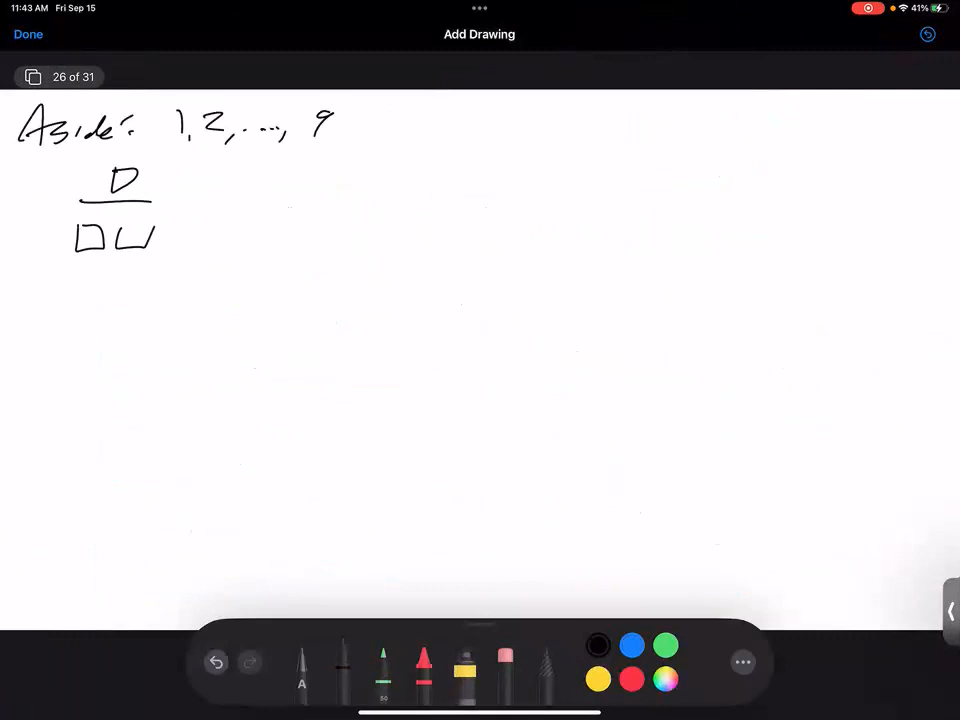 11:43 AM Fri Sep 15
41%
Done
Add Drawing
26 of 31
Aside: 1, 2, ...., 9
A
50